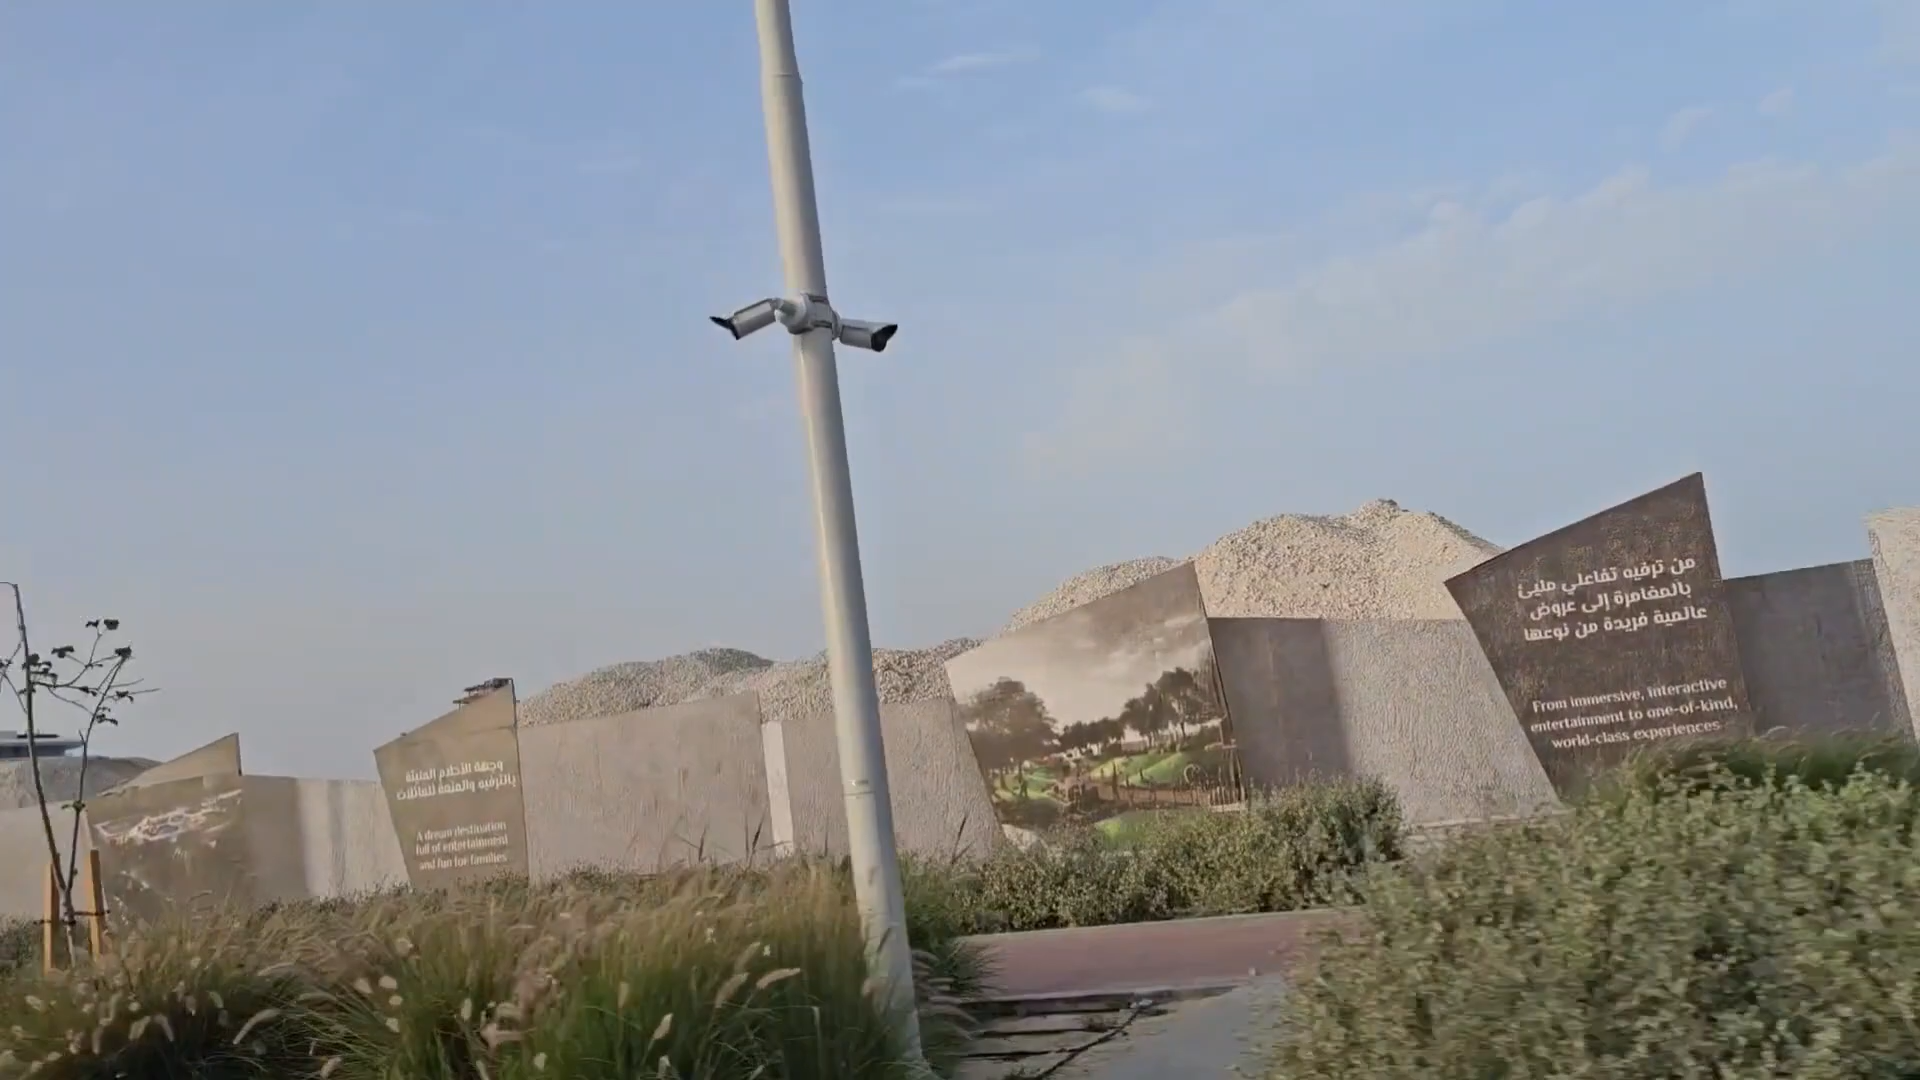 من ترفيه تفاعلي مليئ
بالمغامرة إلى عروض
عالمية فريدة من نوعها
From immersive, interactive
entertainment to one-of-kind,
world-class experiences
وجهة الأحلام المليئة
بالترفيه والمتعة للعائلات
A dream destination
full of entertainment
and fun for families